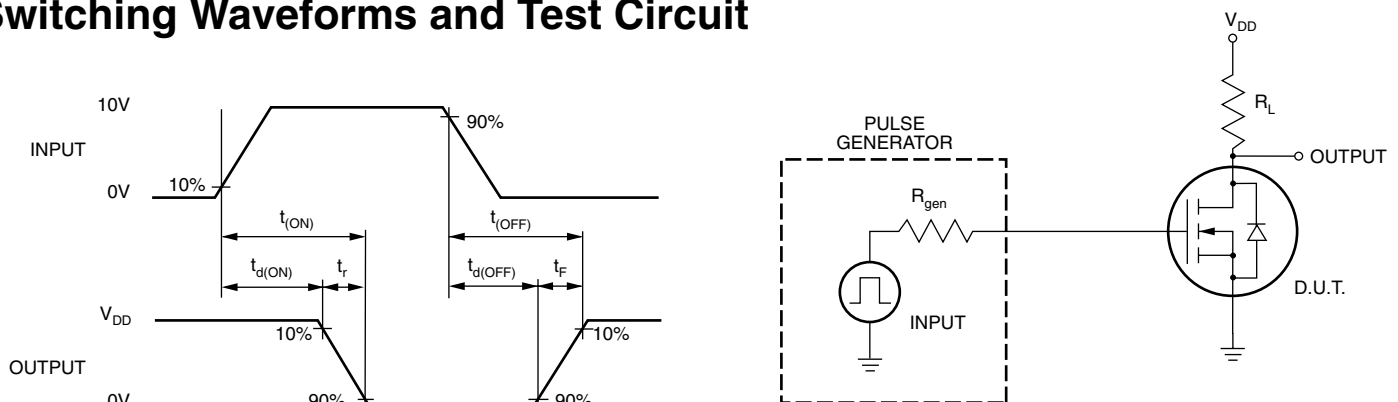 Switching Waveforms and Test Circuit
10V
INPUT
0V
10%
90%
t(ON)
t(OFF)
td(ON)
tr
td(OFF)
tF
VDD
10%
10%
OUTPUT
0V
90%
90%
PULSE
GENERATOR
Rgen
INPUT
VDD
RL
OUTPUT
D.U.T.